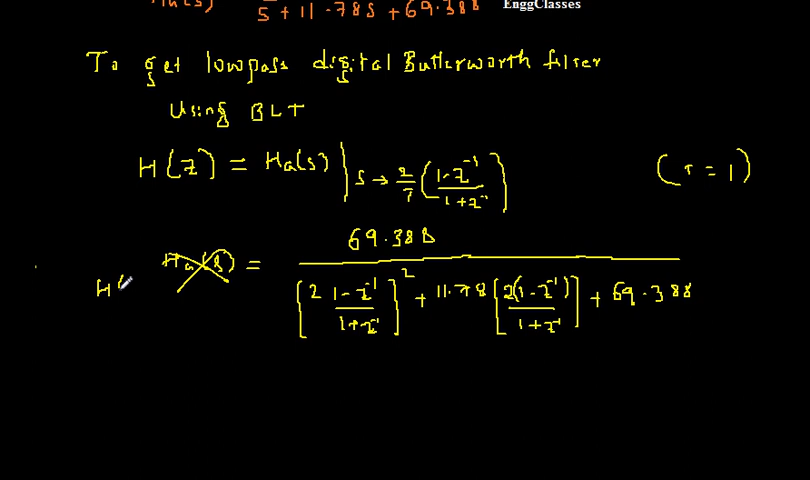 Ha(s)
5 + 11.78S + 69.388 EnggClasses
To get lowpass digital Butterworth filter
Using BLT
H(Z) = Ha(S) | S → 2/T (1-Z⁻¹ / 1+Z⁻¹) (T = 1)
69.388
Ha(s) =
H(
[2 1-Z⁻¹ / 1+Z⁻¹]² + 11.78 [2(1-Z⁻¹) / 1+Z⁻¹] + 69.388